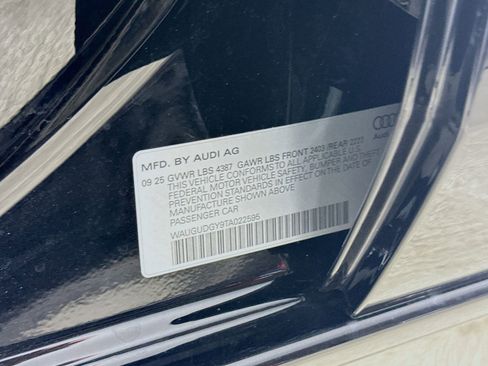 MFD. BY AUDI AG
09 25 GVWR LBS 4387 GAWR LBS FRONT 2403 /REAR 2227
THIS VEHICLE CONFORMS TO ALL APPLICABLE U.S.
FEDERAL MOTOR VEHICLE SAFETY, BUMPER AND THEFT
PREVENTION STANDARDS IN EFFECT ON THE DATE OF
MANUFACTURE SHOWN ABOVE
PASSENGER CAR
WAUGUDGY9TA022595
Audi